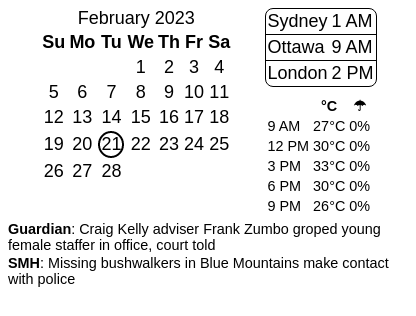 February 2023
Su Mo Tu We Th Fr Sa
1 2 3 4
5 6 7 8 9 10 11
12 13 14 15 16 17 18
19 20 21 22 23 24 25
26 27 28
Sydney 1 AM
Ottawa 9 AM
London 2 PM
°C ☂
9 AM 27°C 0%
12 PM 30°C 0%
3 PM 33°C 0%
6 PM 30°C 0%
9 PM 26°C 0%
Guardian: Craig Kelly adviser Frank Zumbo groped young
female staffer in office, court told
SMH: Missing bushwalkers in Blue Mountains make contact
with police